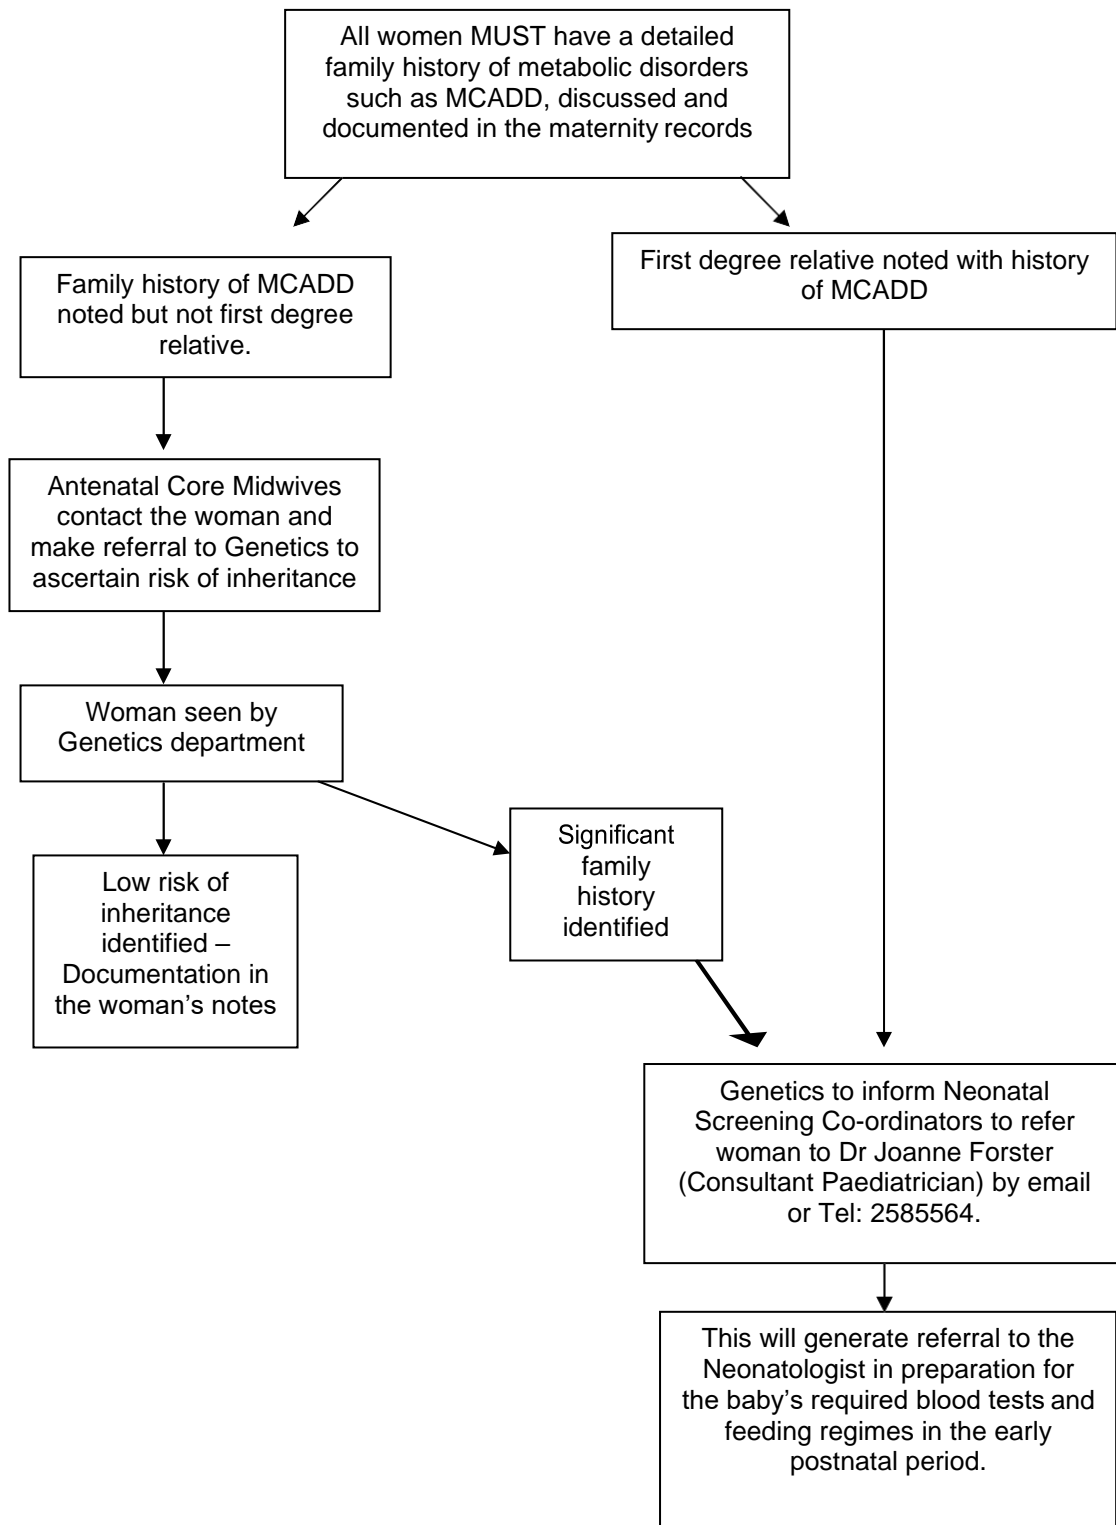 All women MUST have a detailed
family history of metabolic disorders
such as MCADD, discussed and
documented in the maternity records
Family history of MCADD
noted but not first degree
relative.
First degree relative noted with history
of MCADD
Antenatal Core Midwives
contact the woman and
make referral to Genetics to
ascertain risk of inheritance
Woman seen by
Genetics department
Low risk of
inheritance
identified –
Documentation in
the woman’s notes
Significant
family
history
identified
Genetics to inform Neonatal
Screening Co-ordinators to refer
woman to Dr Joanne Forster
(Consultant Paediatrician) by email
or Tel: 2585564.
This will generate referral to the
Neonatologist in preparation for
the baby’s required blood tests and
feeding regimes in the early
postnatal period.